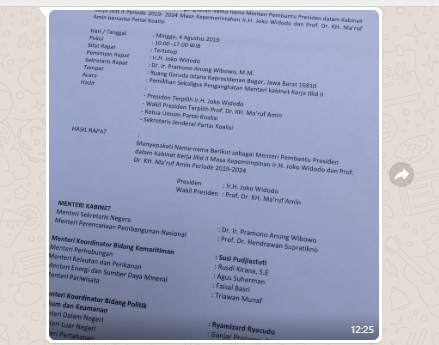 Nama-nama Menteri Pembantu Presiden dalam Kabinet
Kerja Jilid II Periode 2019-2024 Masa Kepemerintahan Ir.H. Joko Widodo dan Prof. Dr. KH. Ma'ruf
Amin bersama Partai Koalisi
Hari / Tanggal : Minggu, 4 Agustus 2019
Pukul : 10.00 -17.00 WIB
Sifat Rapat : Tertutup
Pemimpin Rapat : Ir.H. Joko Widodo
Sekretaris Rapat : Dr. Ir. Pramono Anung Wibowo, M.M.
Tempat : Ruang Garuda Istana Kepresidenan Bogor, Jawa Barat 16810
Acara : Pemilihan Sekaligus Pengangkatan Menteri kabinet Kerja Jilid II
Hadir :
- Presiden Terpilih Ir.H. Joko Widodo
- Wakil Presiden Terpilih Prof. Dr. KH. Ma'ruf Amin
- Ketua Umum Partai Koalisi
- Sekretaris Jenderal Partai Koalisi
HASIL RAPAT :
Menyepakati Nama-nama Berikut sebagai Menteri Pembantu Presiden
dalam Kabinet Kerja Jilid II Masa Kepemimpinan Ir.H. Joko Widodo dan Prof.
Dr. KH. Ma'ruf Amin Periode 2019-2024
Presiden : Ir.H. Joko Widodo
Wakil Presiden : Prof. Dr. KH. Ma'ruf Amin
MENTERI KABINET
Menteri Sekretaris Negara : Dr. Ir. Pramono Anung Wibowo
Menteri Perencanaan Pembangunan Nasional : Prof. Dr. Hendrawan Supratikno
Menteri Koordinator Bidang Kemaritiman : Susi Pudjiastuti
Menteri Perhubungan : Rusdi Kirana, S.E
Menteri Kelautan dan Perikanan : Agus Suherman
Menteri Energi dan Sumber Daya Mineral : Faisal Basri
Menteri Pariwisata : Triawan Munaf
Menteri Koordinator Bidang Politik
dan Keamanan : Ryamizard Ryacudu
Dalam Negeri : Ganjar
Luar Negeri
Pertahanan
12:25